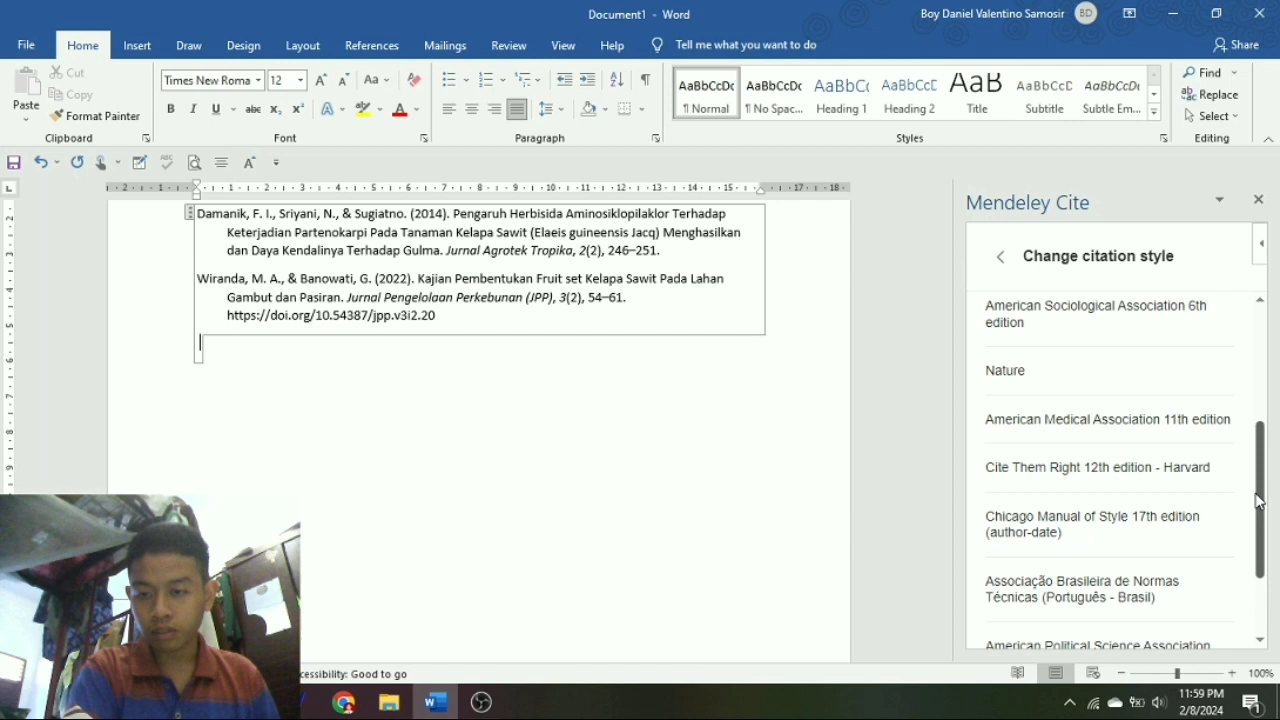 Document1 - Word
Boy Daniel Valentino Samosir
BD
File
Home
Insert
Draw
Design
Layout
References
Mailings
Review
View
Help
Tell me what you want to do
Share
Paste
Cut
Copy
Format Painter
Clipboard
Times New Roma
12
Font
Paragraph
AaBbCcDc
¶ Normal
AaBbCcDc
¶ No Spac...
AaBbC(
Heading 1
AaBbCcC
Heading 2
AaB
Title
AaBbCcD
Subtitle
AaBbCcDc
Subtle Em...
Styles
Find
Replace
Select
Editing
Damanik, F. I., Sriyani, N., & Sugiatno. (2014). Pengaruh Herbisida Aminosiklopilaklor Terhadap
Keterjadian Partenokarpi Pada Tanaman Kelapa Sawit (Elaeis guineensis Jacq) Menghasilkan
dan Daya Kendalinya Terhadap Gulma. Jurnal Agrotek Tropika, 2(2), 246–251.
Wiranda, M. A., & Banowati, G. (2022). Kajian Pembentukan Fruit set Kelapa Sawit Pada Lahan
Gambut dan Pasiran. Jurnal Pengelolaan Perkebunan (JPP), 3(2), 54–61.
https://doi.org/10.54387/jpp.v3i2.20
Mendeley Cite
Change citation style
American Sociological Association 6th
edition
Nature
American Medical Association 11th edition
Cite Them Right 12th edition - Harvard
Chicago Manual of Style 17th edition
(author-date)
Associação Brasileira de Normas
Técnicas (Português - Brasil)
American Political Science Association
cessibility: Good to go
100%
11:59 PM
2/8/2024